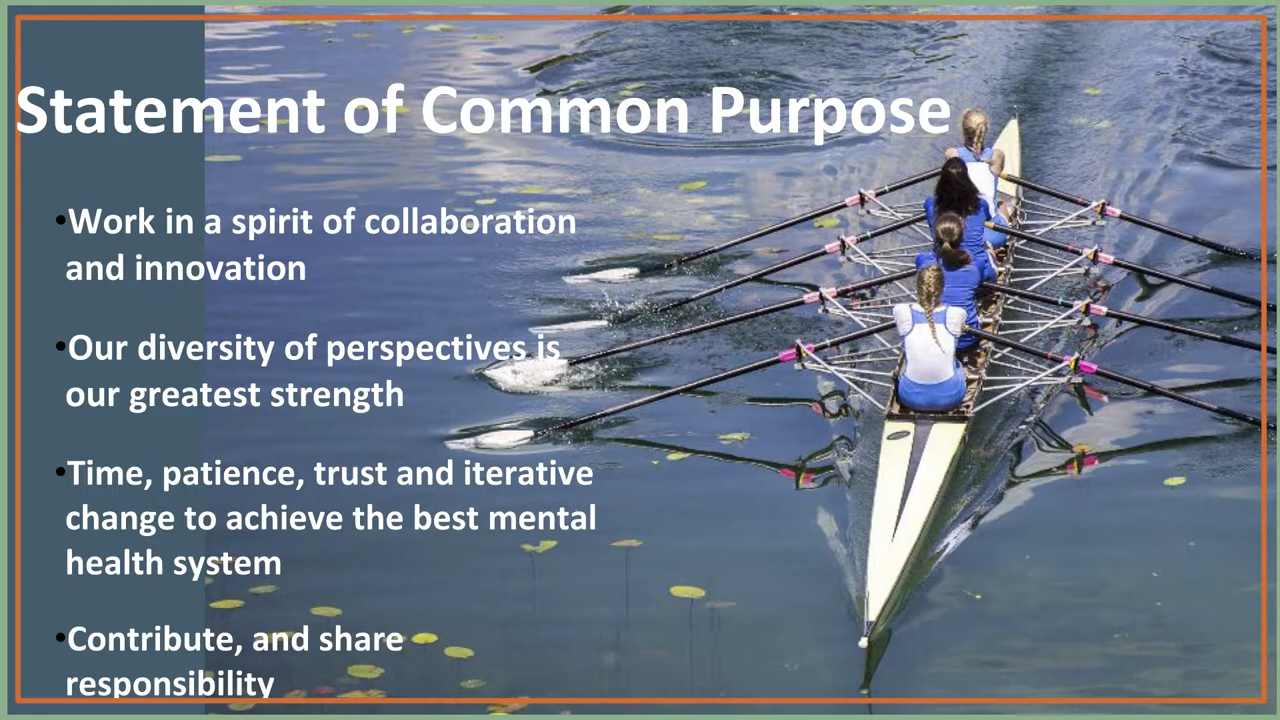 Statement of Common Purpose
•Work in a spirit of collaboration
and innovation
•Our diversity of perspectives is
our greatest strength
•Time, patience, trust and iterative
change to achieve the best mental
health system
•Contribute, and share
responsibility